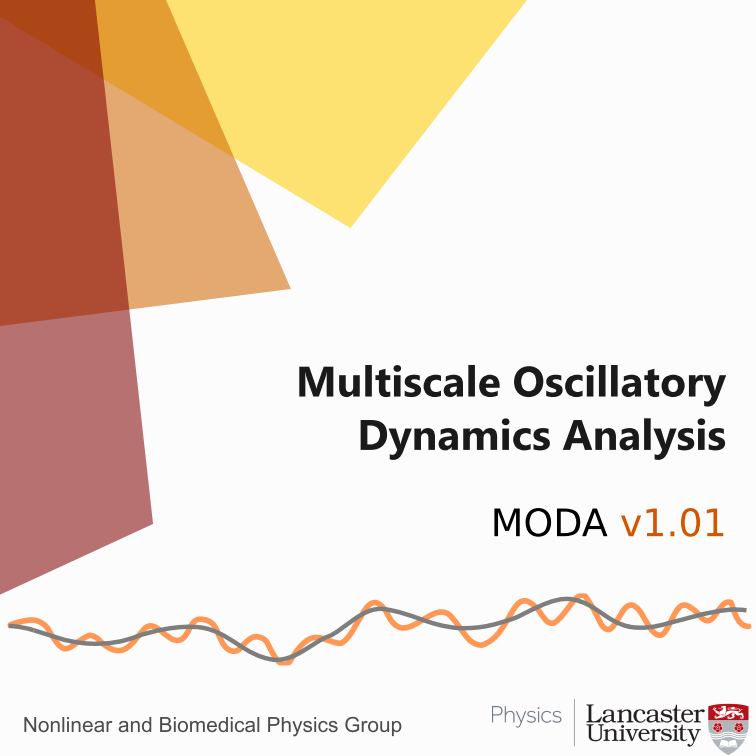 Multiscale Oscillatory
Dynamics Analysis
MODA v1.01
Nonlinear and Biomedical Physics Group
Physics
Lancaster
University